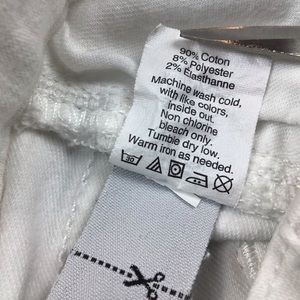 90% Coton
8% Polyester
2% Elasthanne
Machine wash cold,
with like colors,
inside out.
Non chlorine
bleach only.
Tumble dry low.
Warm iron as needed.